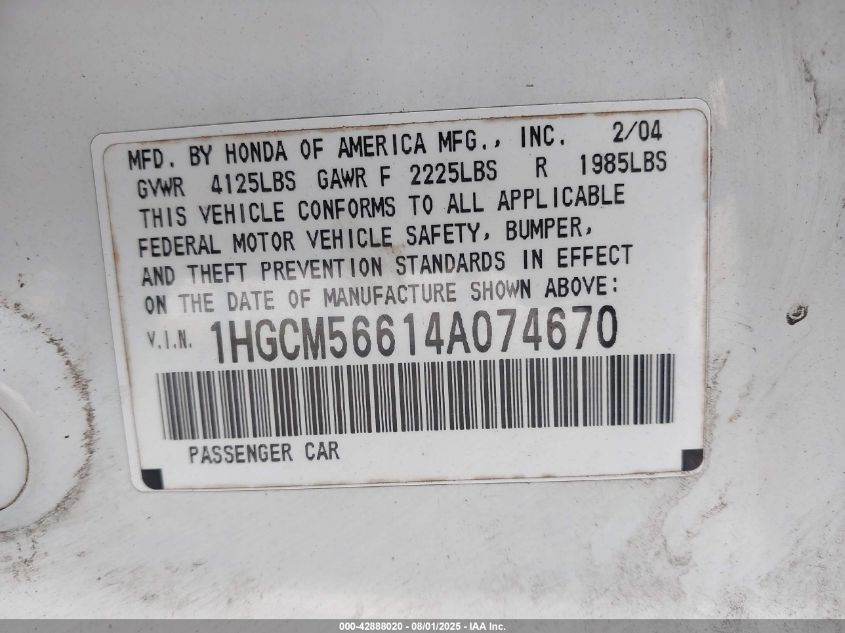 MFD. BY HONDA OF AMERICA MFG., INC. 2/04
GVWR 4125LBS GAWR F 2225LBS R 1985LBS
THIS VEHICLE CONFORMS TO ALL APPLICABLE
FEDERAL MOTOR VEHICLE SAFETY, BUMPER,
AND THEFT PREVENTION STANDARDS IN EFFECT
ON THE DATE OF MANUFACTURE SHOWN ABOVE:
V.I.N. 1HGCM56614A074670
PASSENGER CAR
000-42888020 - 08/01/2025 - IAA Inc.